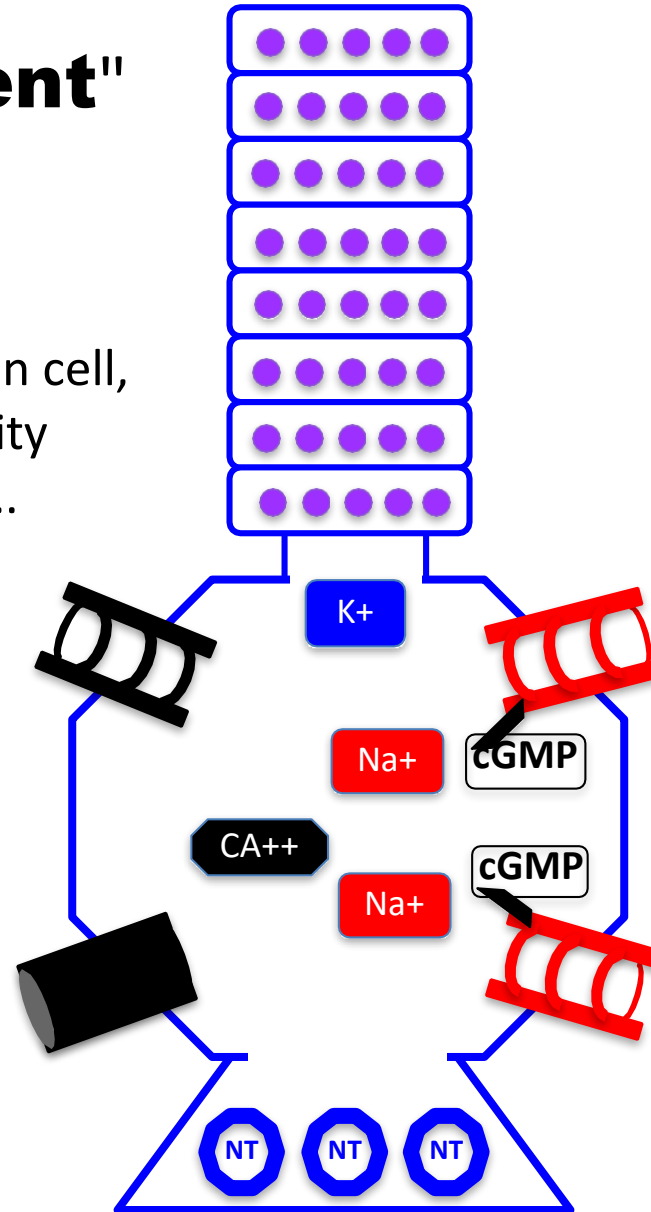 ent"
n cell,
ity
..
K+
Na+
cGMP
CA++
cGMP
Na+
NT NT NT